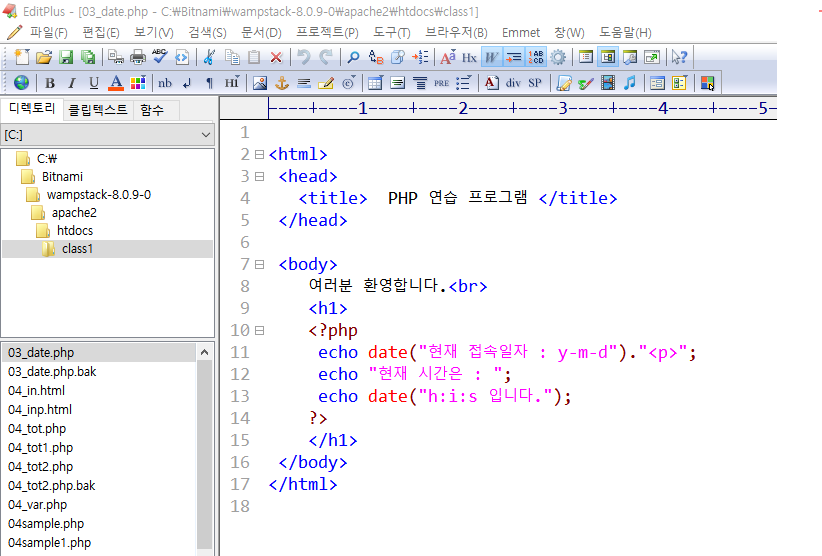 EditPlus - [03_date.php - C:￦Bitnami￦wampstack-8.0.9-0￦apache2￦htdocs￦class1]
파일(F) 편집(E) 보기(V) 검색(S) 문서(D) 프로젝트(P) 도구(T) 브라우저(B) Emmet 창(W) 도움말(H)
Hx W
B I U A nb HI PRE A div SP
디렉토리 클립텍스트 함수
[C:]
C:￦
Bitnami
wampstack-8.0.9-0
apache2
htdocs
class1
03_date.php
03_date.php.bak
04_in.html
04_inp.html
04_tot.php
04_tot1.php
04_tot2.php
04_tot2.php.bak
04_var.php
04sample.php
04sample1.php
----+----1----+----2----+----3----+----4----+----5-
1
2 <html>
3 <head>
4 <title>  PHP 연습 프로그램 </title>
5 </head>
6
7 <body>
8 여러분 환영합니다.<br>
9 <h1>
10 <?php
11 echo date("현재 접속일자 : y-m-d")."<p>";
12 echo "현재 시간은 : ";
13 echo date("h:i:s 입니다.");
14 ?>
15 </h1>
16 </body>
17 </html>
18